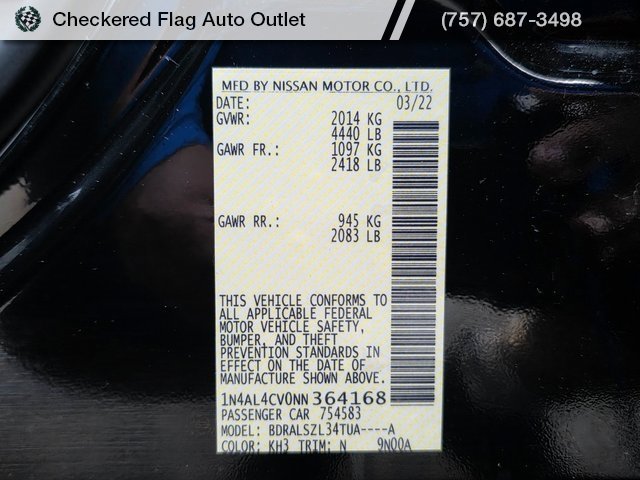 Checkered Flag Auto Outlet (757) 687-3498
MFD BY NISSAN MOTOR CO., LTD.
DATE: 03/22
GVWR: 2014 KG
4440 LB
GAWR FR.: 1097 KG
2418 LB
GAWR RR.: 945 KG
2083 LB
THIS VEHICLE CONFORMS TO
ALL APPLICABLE FEDERAL
MOTOR VEHICLE SAFETY,
BUMPER, AND THEFT
PREVENTION STANDARDS IN
EFFECT ON THE DATE OF
MANUFACTURE SHOWN ABOVE.
1N4AL4CV0NN 364168
PASSENGER CAR 754583
MODEL: BDRALSZL34TUA----A
COLOR; KH3 TRIM; N 9N00A